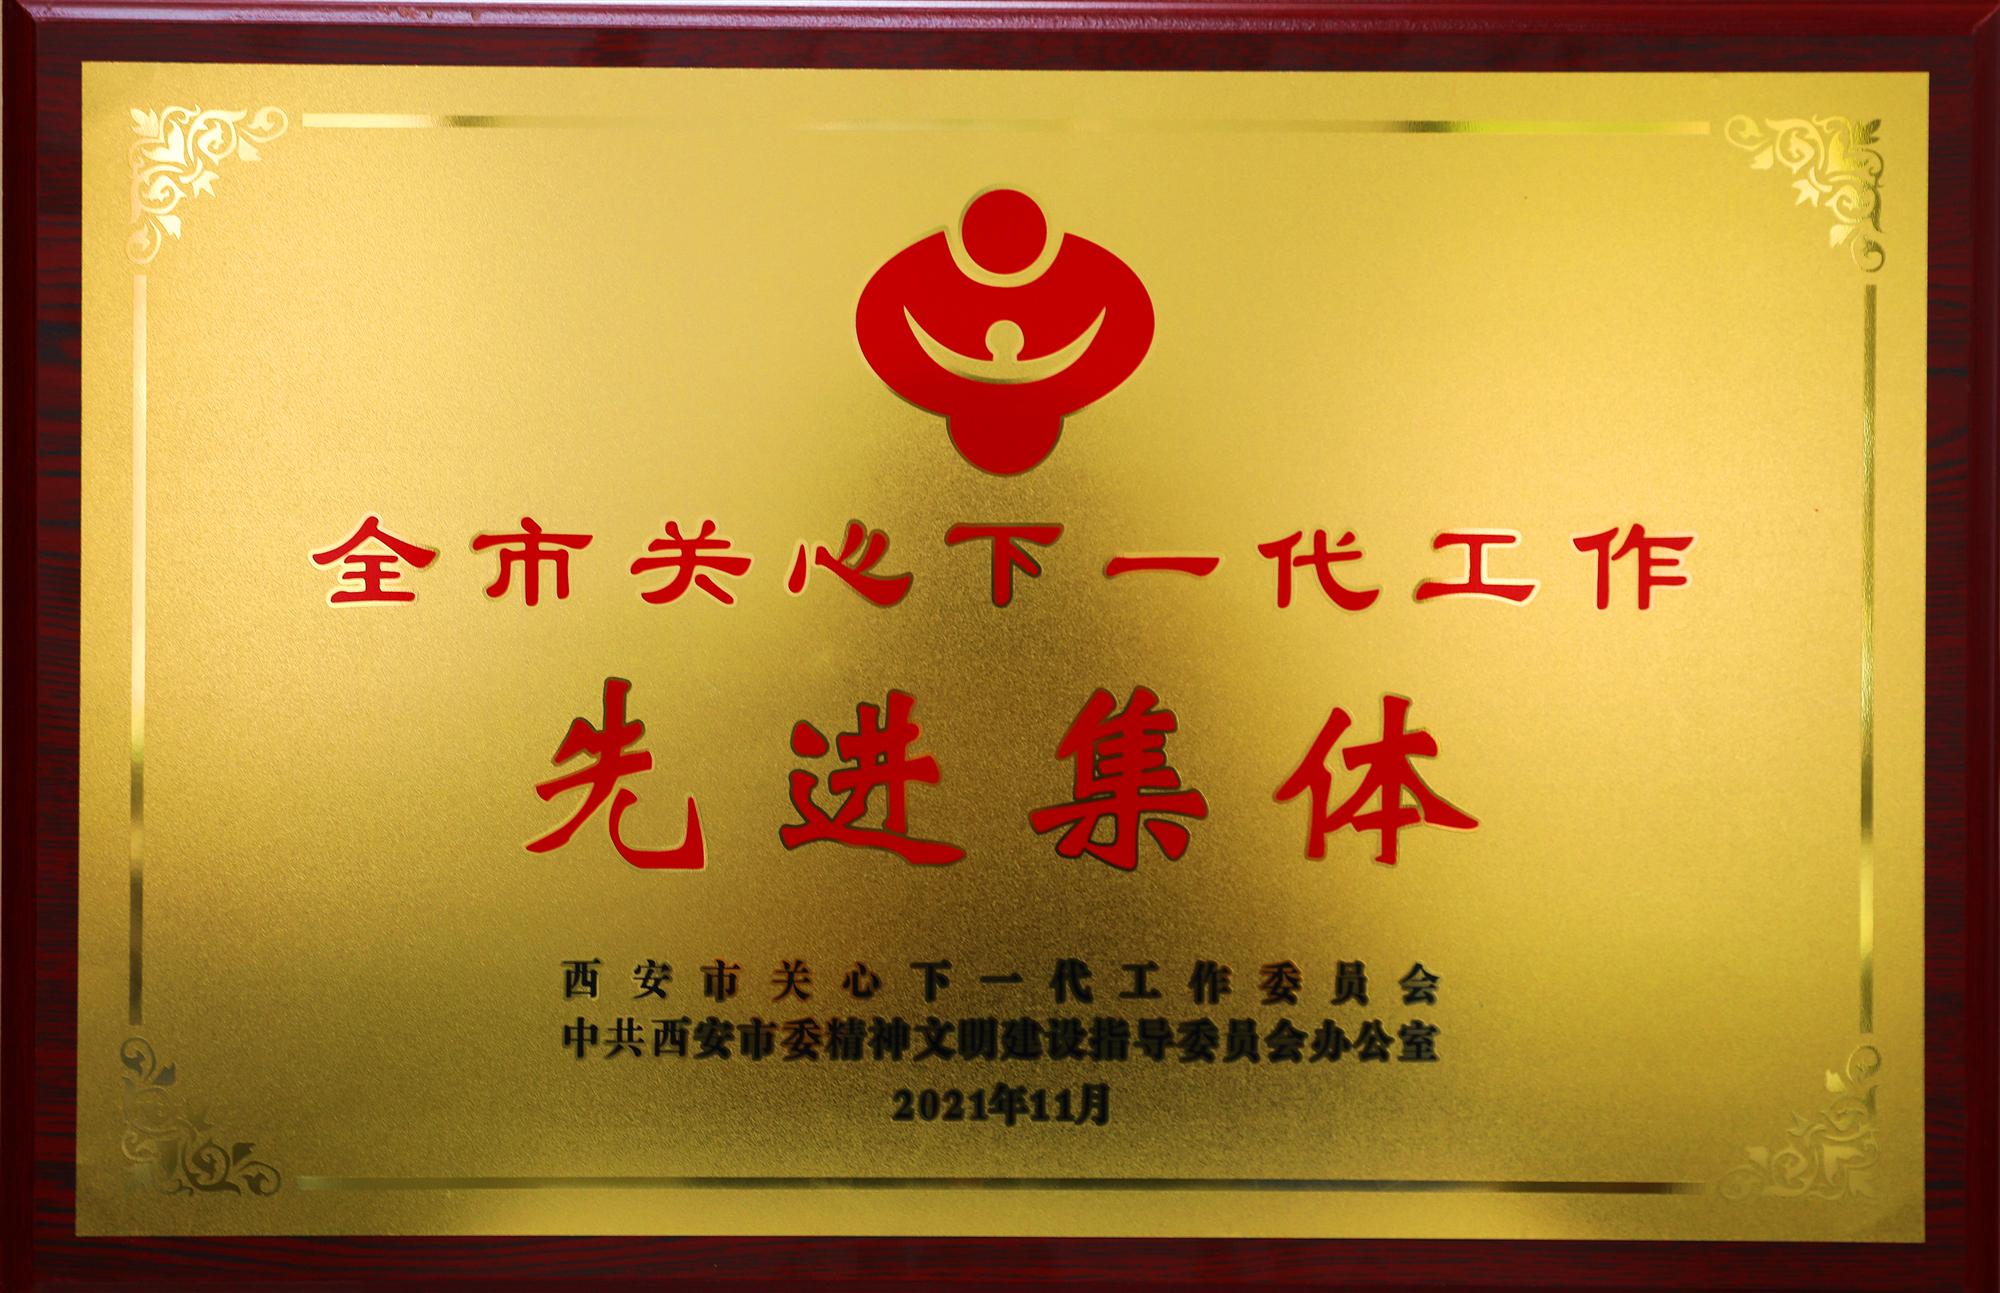 全市关心下一代工作
先进集体
西安市关心下一代工作委员会
中共西安市委精神文明建设指导委员会办公室
2021年11月